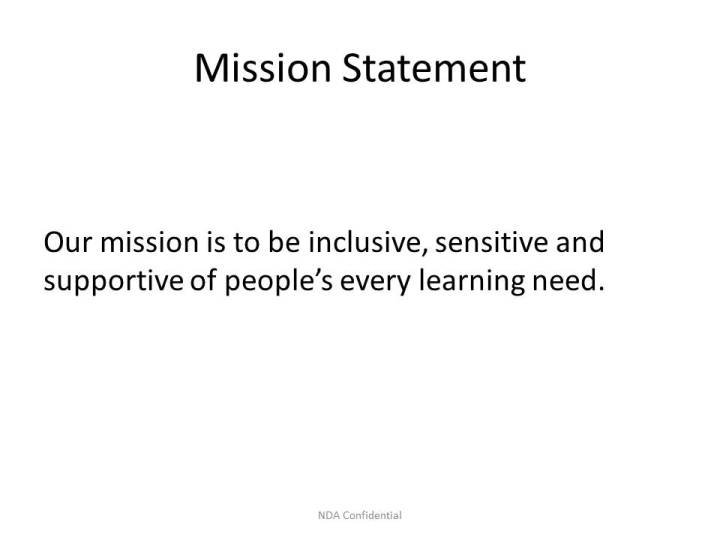 Mission Statement
Our mission is to be inclusive, sensitive and
supportive of people’s every learning need.
NDA Confidential